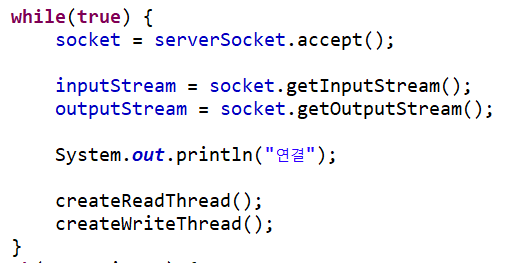 while(true) {
socket = serverSocket.accept();
inputStream = socket.getInputStream();
outputStream = socket.getOutputStream();
System.out.println("연결");
createReadThread();
createWriteThread();
}